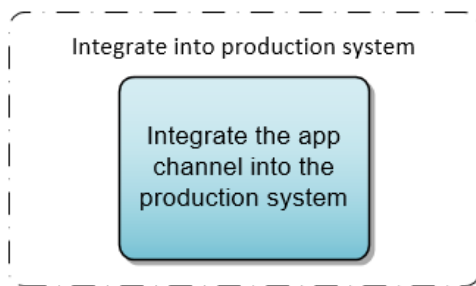 Integrate into production system
Integrate the app
channel into the
production system